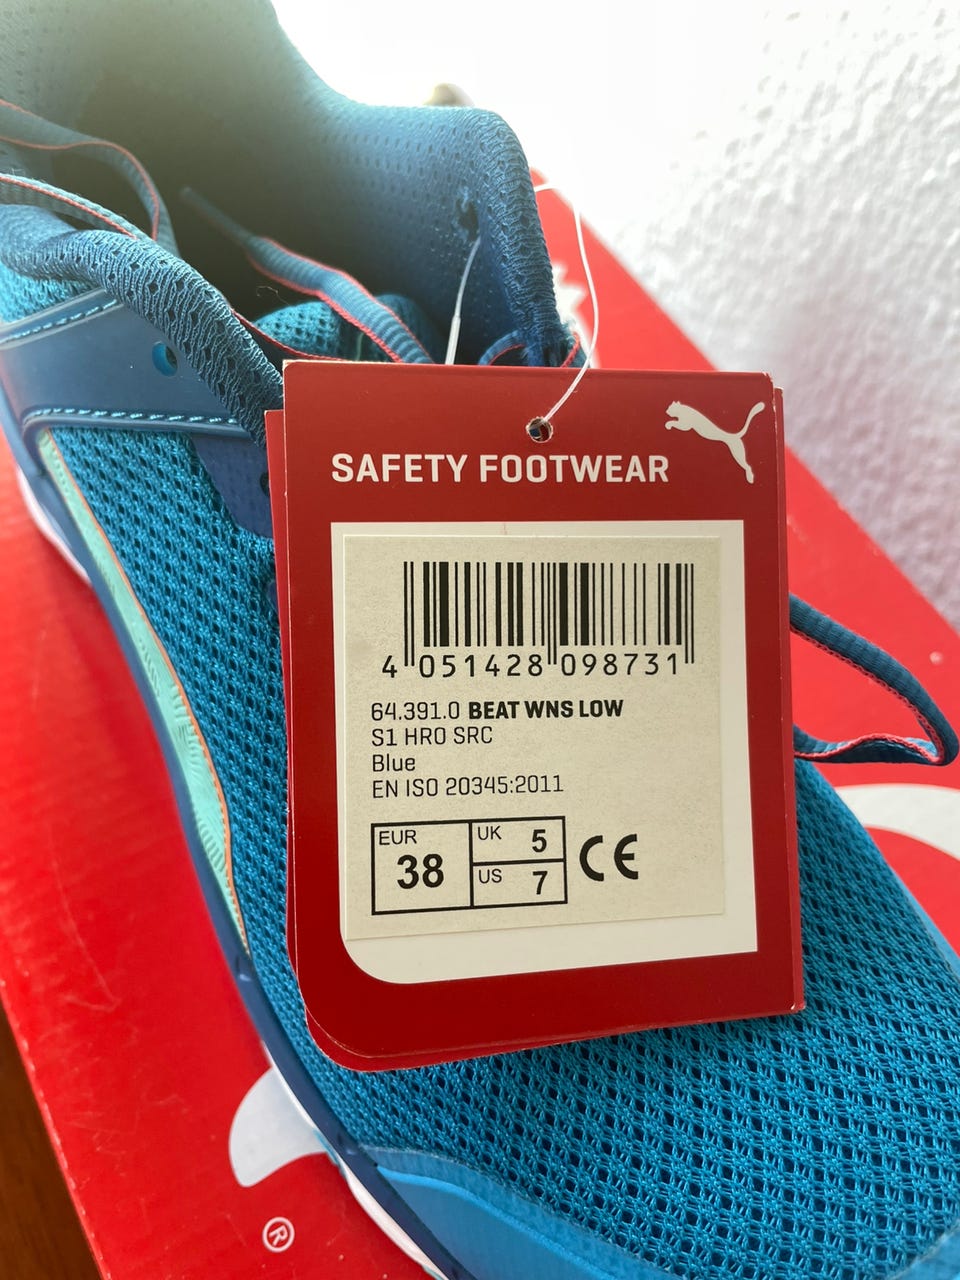 SAFETY FOOTWEAR
4 051428 098731
64.391.0 BEAT WNS LOW
S1 HRO SRC
Blue
EN ISO 20345:2011
EUR
38
UK 5
US 7
CE
®